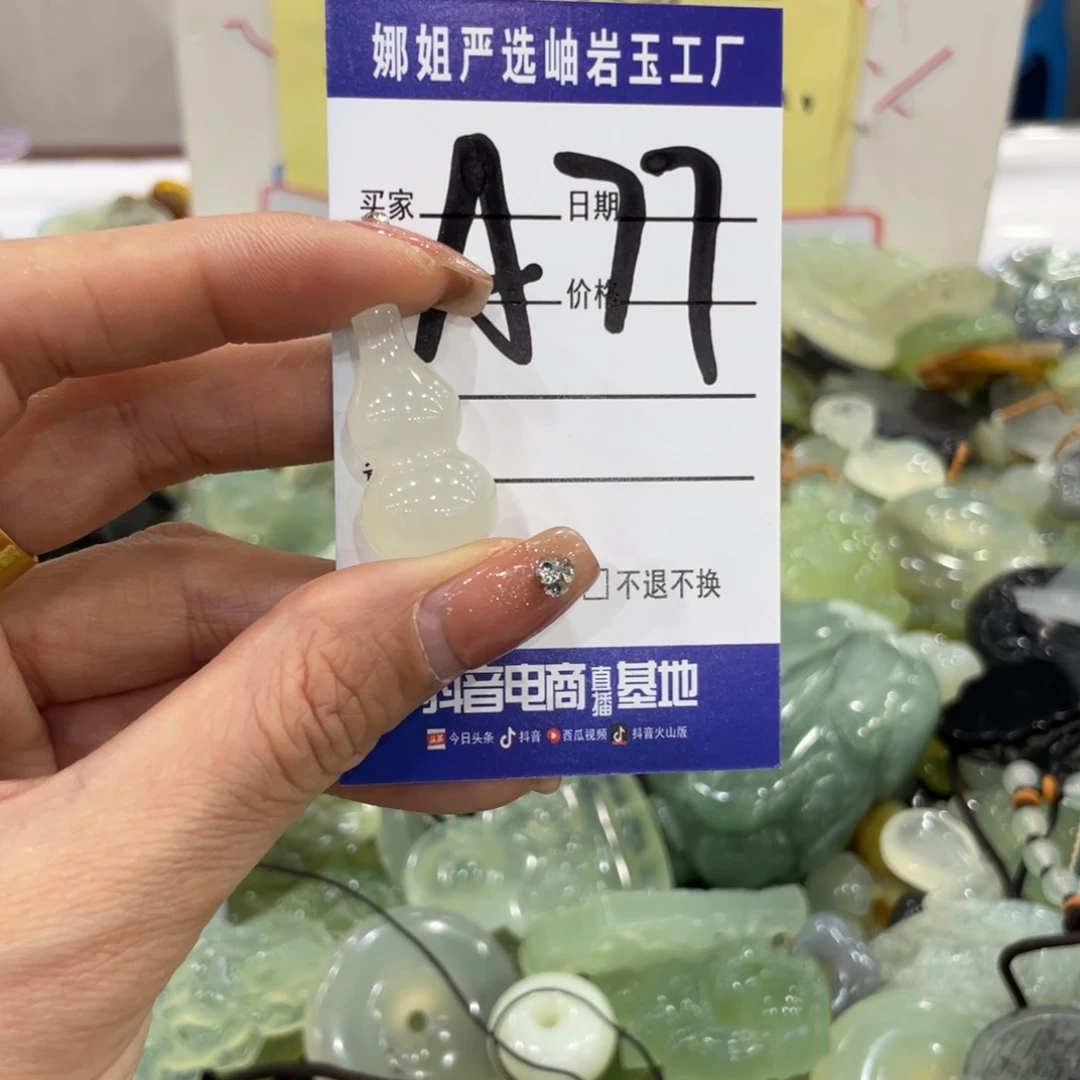 娜姐严选岫岩玉工厂
A77
买家 日期
价格
不退不换
抖音电商直播基地
今日头条 抖音 西瓜视频 抖音火山版